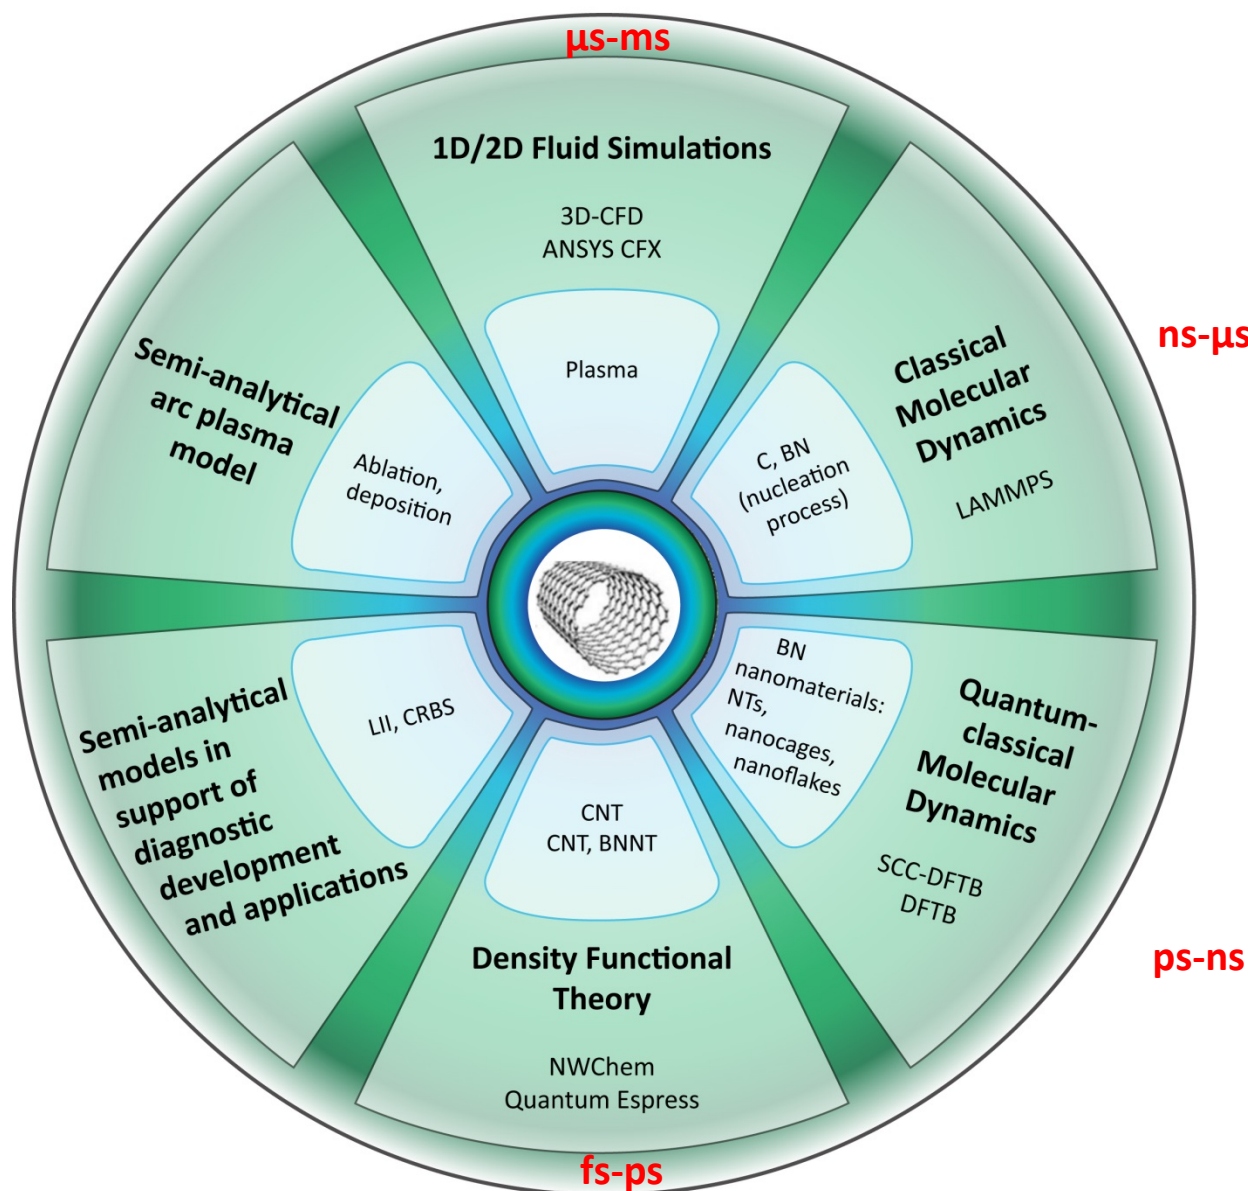 µs-ms
1D/2D Fluid Simulations
3D-CFD
ANSYS CFX
Plasma
ns-µs
Classical
Molecular
Dynamics
LAMMPS
C, BN
(nucleation
process)
Quantum-
classical
Molecular
Dynamics
SCC-DFTB
DFTB
BN
nanomaterials:
NTs,
nanocages,
nanoflakes
ps-ns
CNT
CNT, BNNT
Density Functional
Theory
NWChem
Quantum Espress
fs-ps
Semi-analytical
models in
support of
diagnostic
development
and applications
LII, CRBS
Semi-analytical
arc plasma
model
Ablation,
deposition